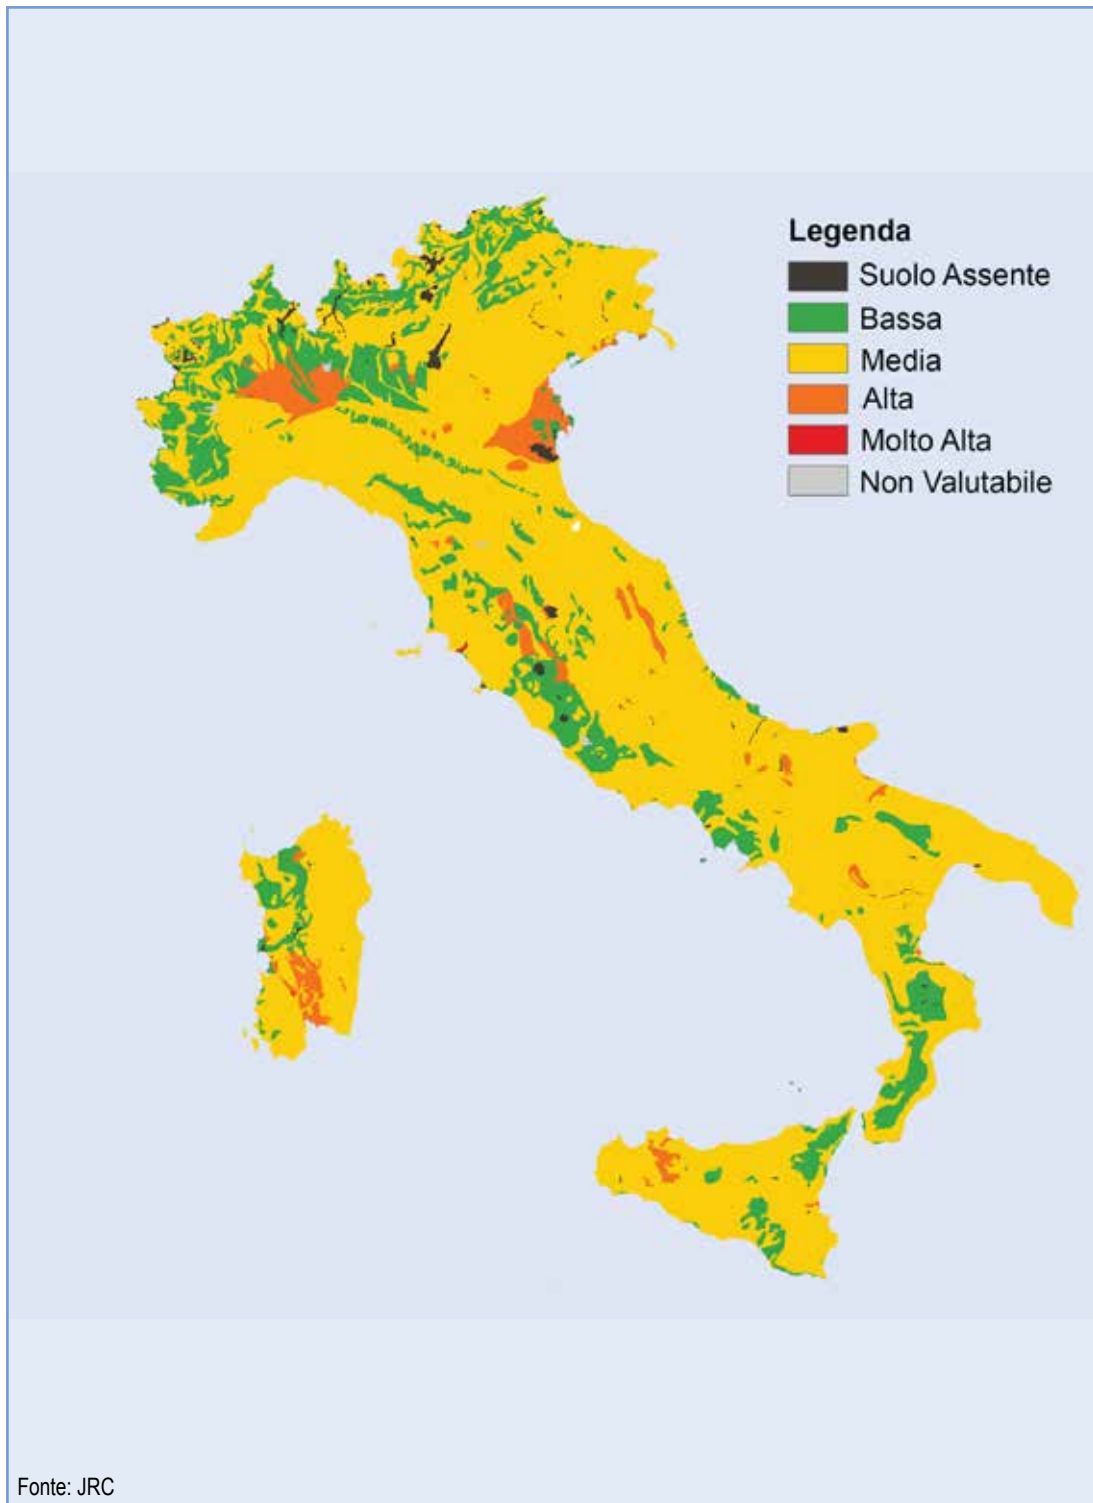 Legenda
Suolo Assente
Bassa
Media
Alta
Molto Alta
Non Valutabile
Fonte: JRC